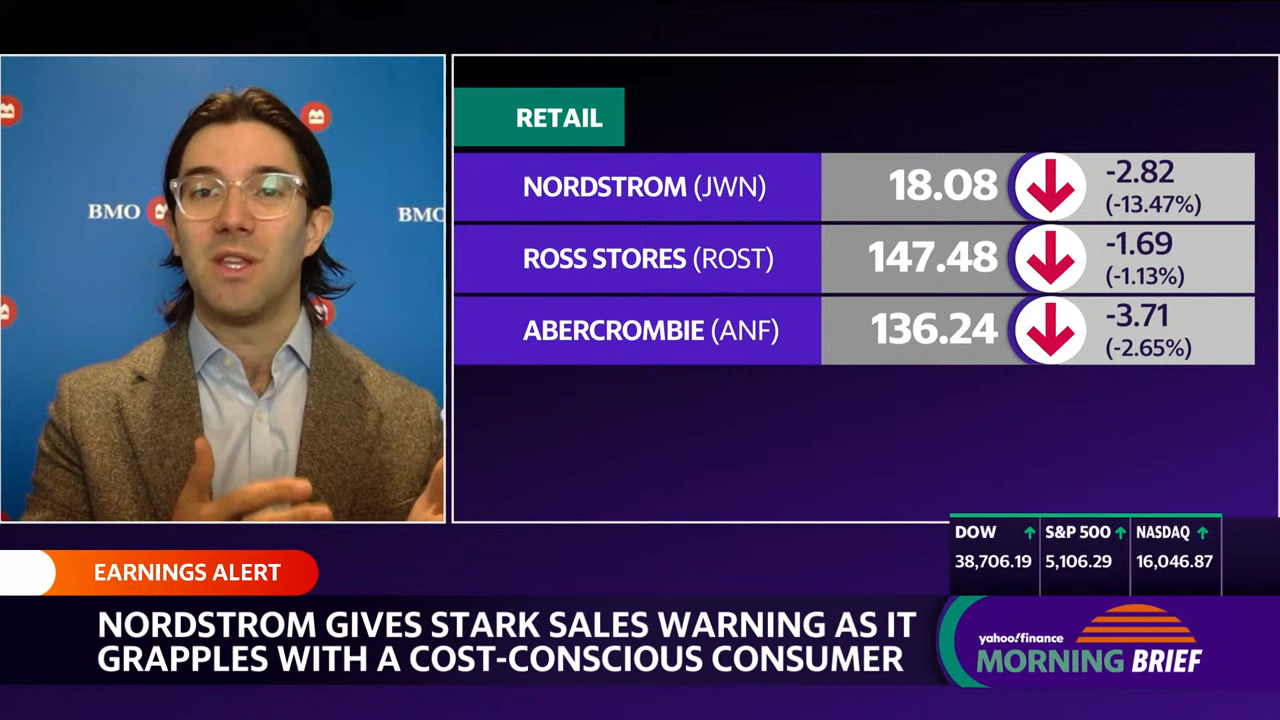 BMO
BMO
RETAIL
NORDSTROM (JWN) 18.08 -2.82 (-13.47%)
ROSS STORES (ROST) 147.48 -1.69 (-1.13%)
ABERCROMBIE (ANF) 136.24 -3.71 (-2.65%)
DOW S&P 500 NASDAQ
38,706.19 5,106.29 16,046.87
EARNINGS ALERT
NORDSTROM GIVES STARK SALES WARNING AS IT
GRAPPLES WITH A COST-CONSCIOUS CONSUMER
yahoo!finance
MORNING BRIEF